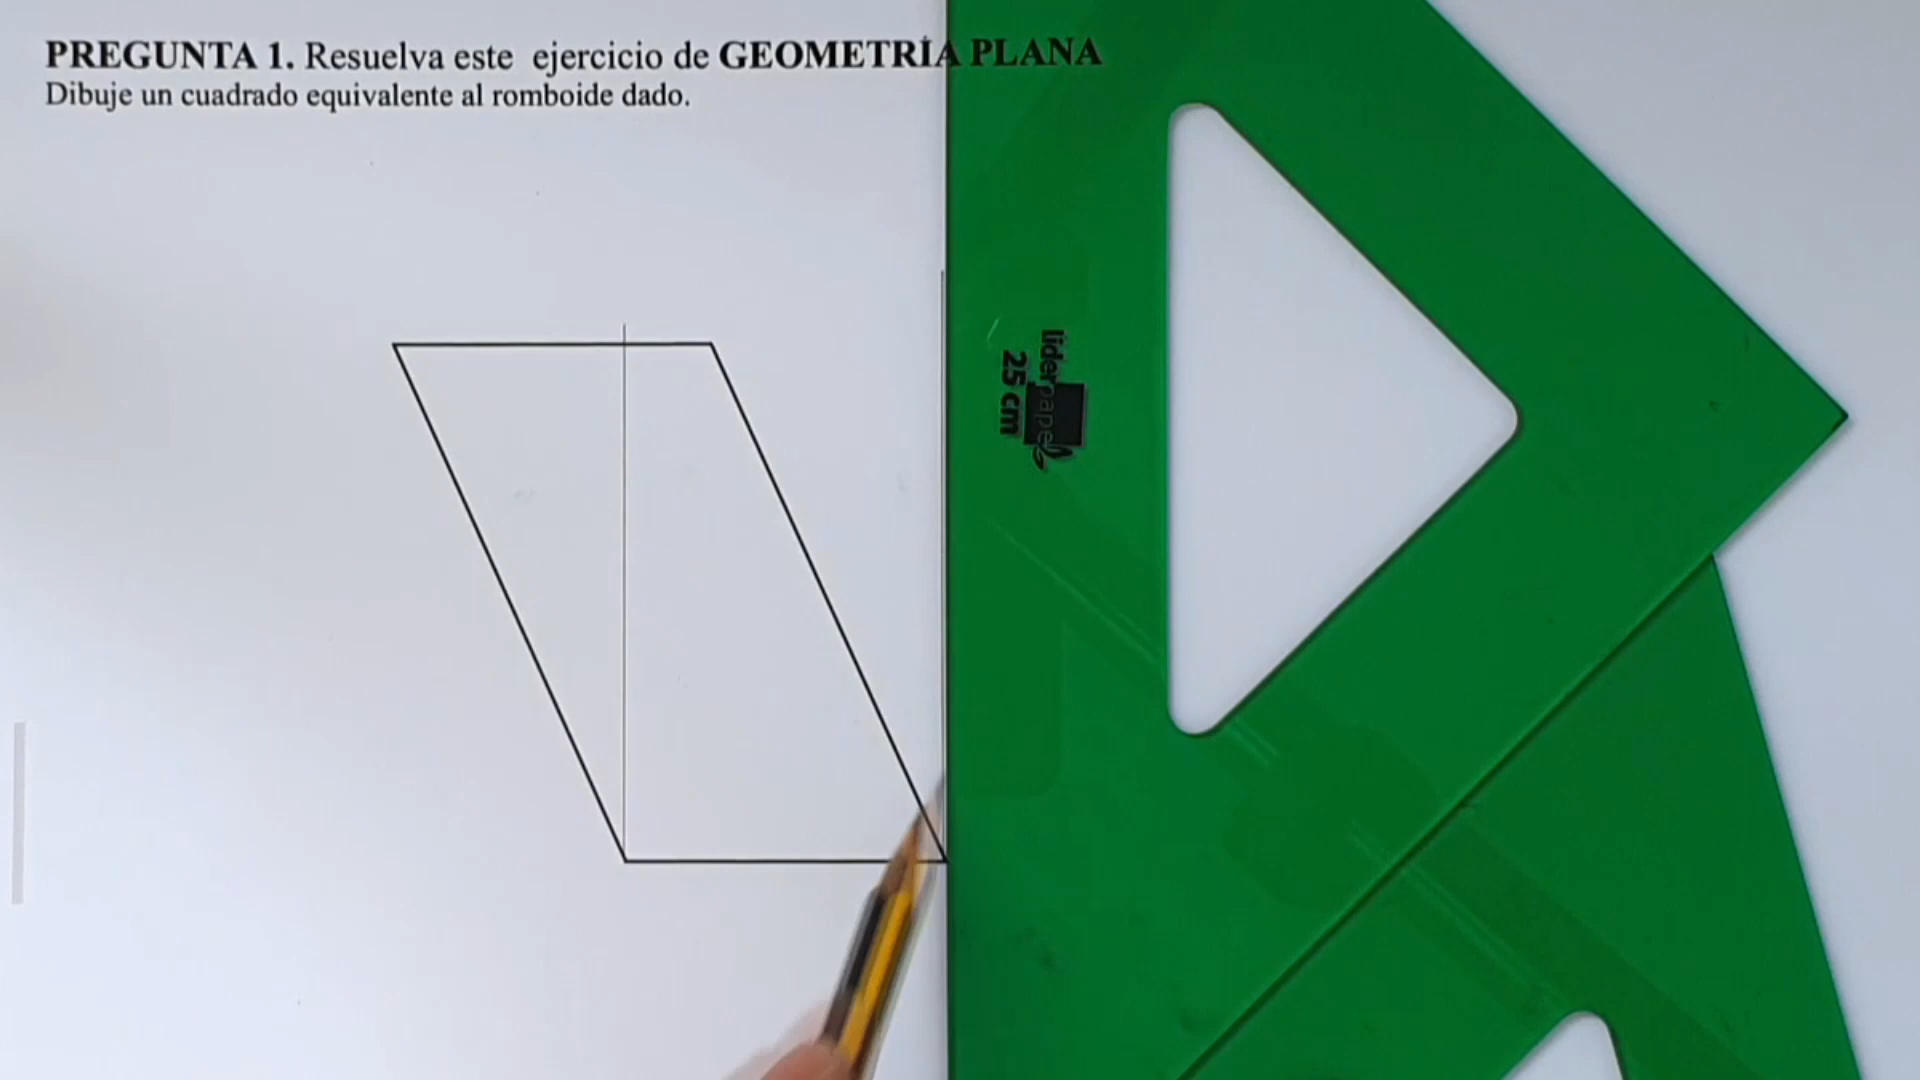 PREGUNTA 1. Resuelva este ejercicio de GEOMETRÍA PLANA
Dibuje un cuadrado equivalente al romboide dado.
liderpapel
25 cm